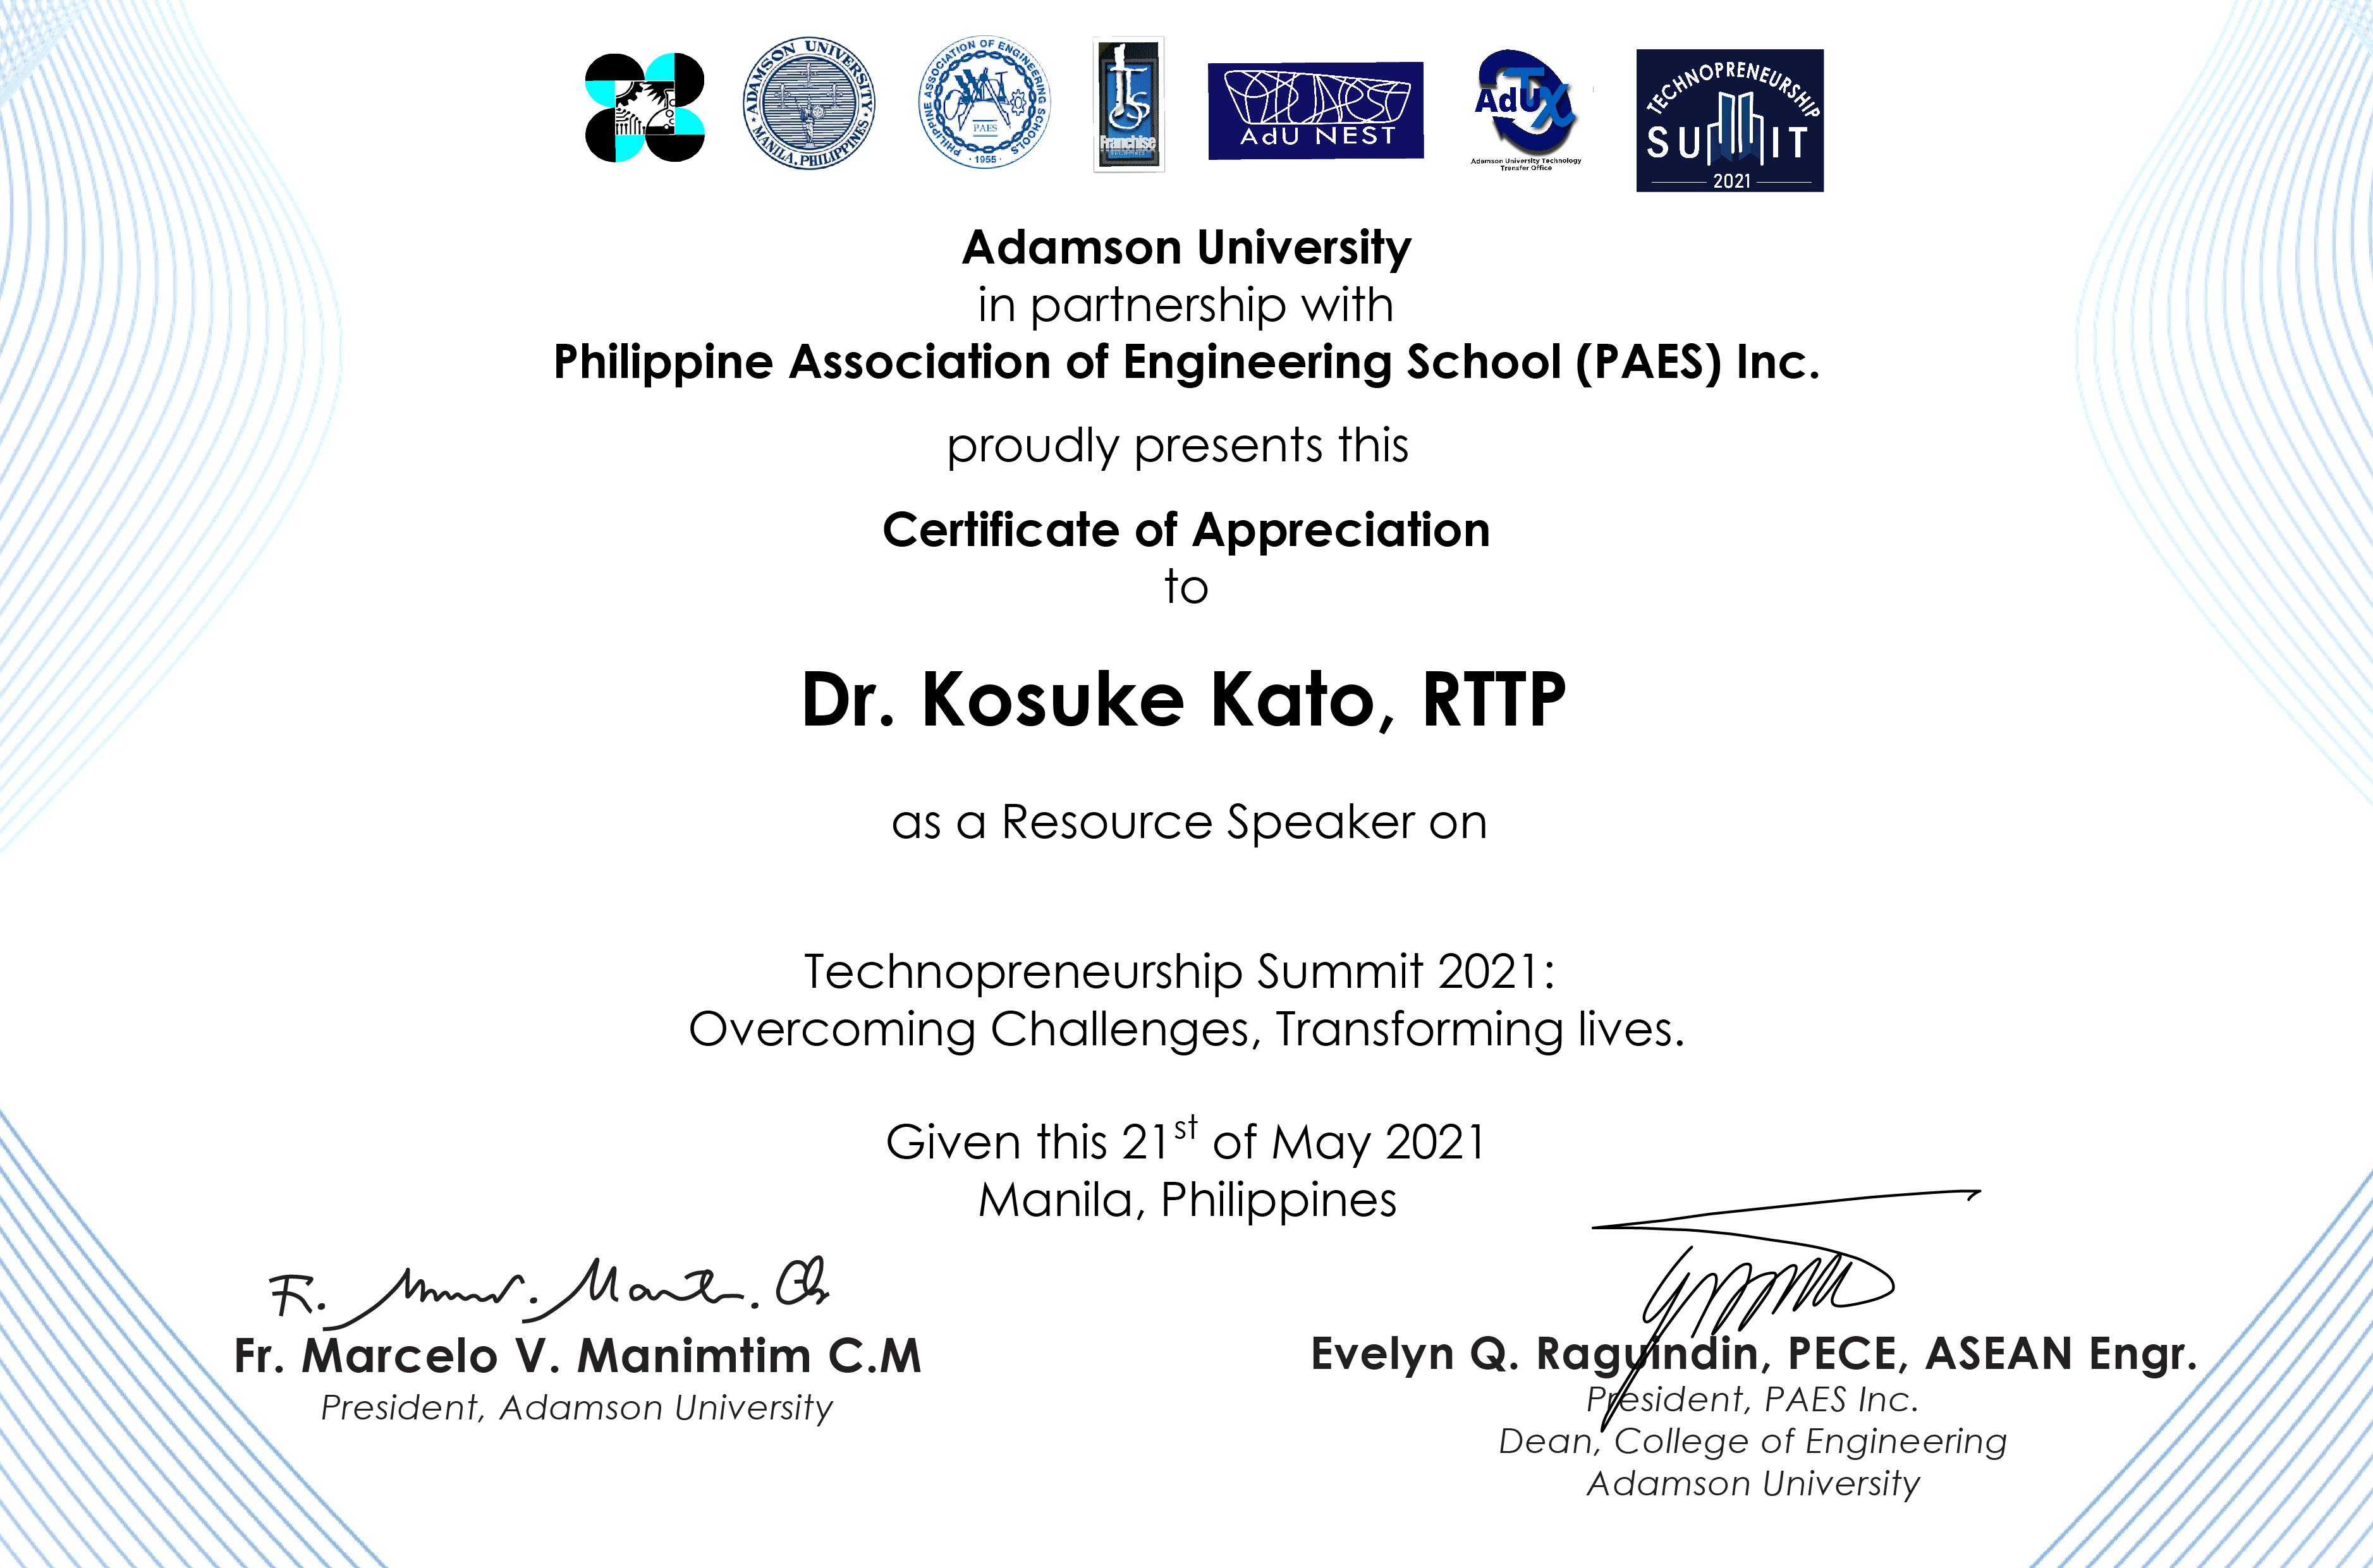 ADAMSON UNIVERSITY
MANILA, PHILIPPINES
PHILIPPINE ASSOCIATION OF ENGINEERING SCHOOLS
PAES
1955
Franchise
AdU NEST
AdUTX
Adamson University Technology
Transfer Office
TECHNOPRENEURSHIP
SUMMIT
2021
Adamson University
in partnership with
Philippine Association of Engineering School (PAES) Inc.
proudly presents this
Certificate of Appreciation
to
Dr. Kosuke Kato, RTTP
as a Resource Speaker on
Technopreneurship Summit 2021:
Overcoming Challenges, Transforming lives.
Given this 21st of May 2021
Manila, Philippines
Fr. Marcelo V. Manimtim C.M
President, Adamson University
Evelyn Q. Raguindin, PECE, ASEAN Engr.
President, PAES Inc.
Dean, College of Engineering
Adamson University